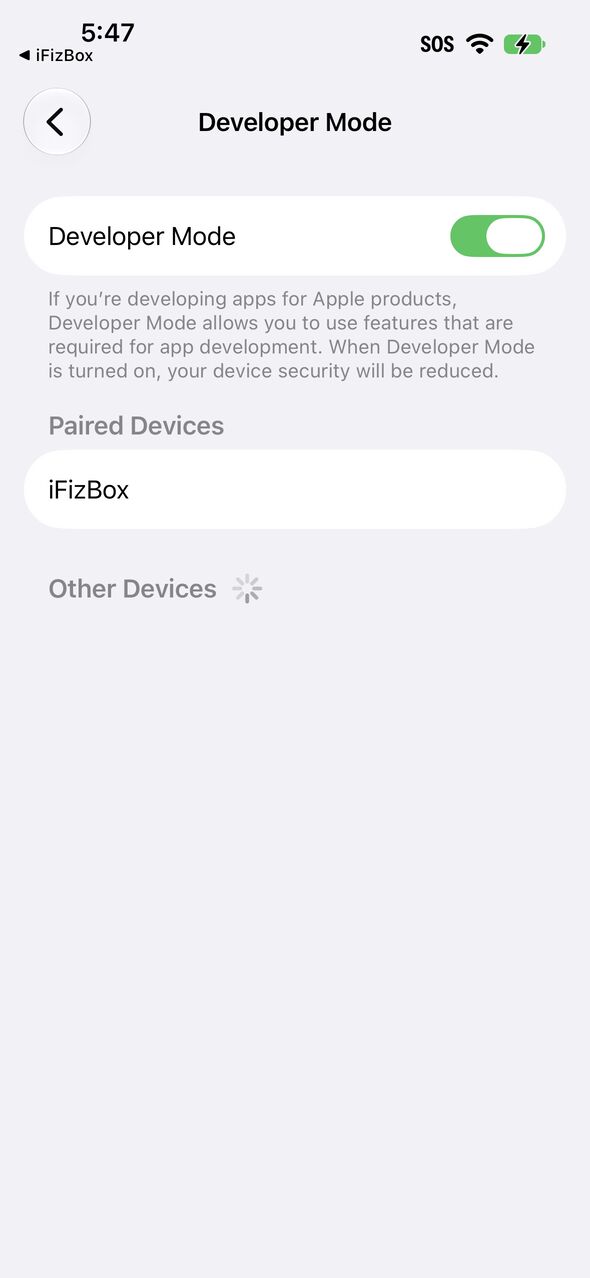 5:47
SOS
◀ iFizBox
Developer Mode
Developer Mode
If you’re developing apps for Apple products,
Developer Mode allows you to use features that are
required for app development. When Developer Mode
is turned on, your device security will be reduced.
Paired Devices
iFizBox
Other Devices